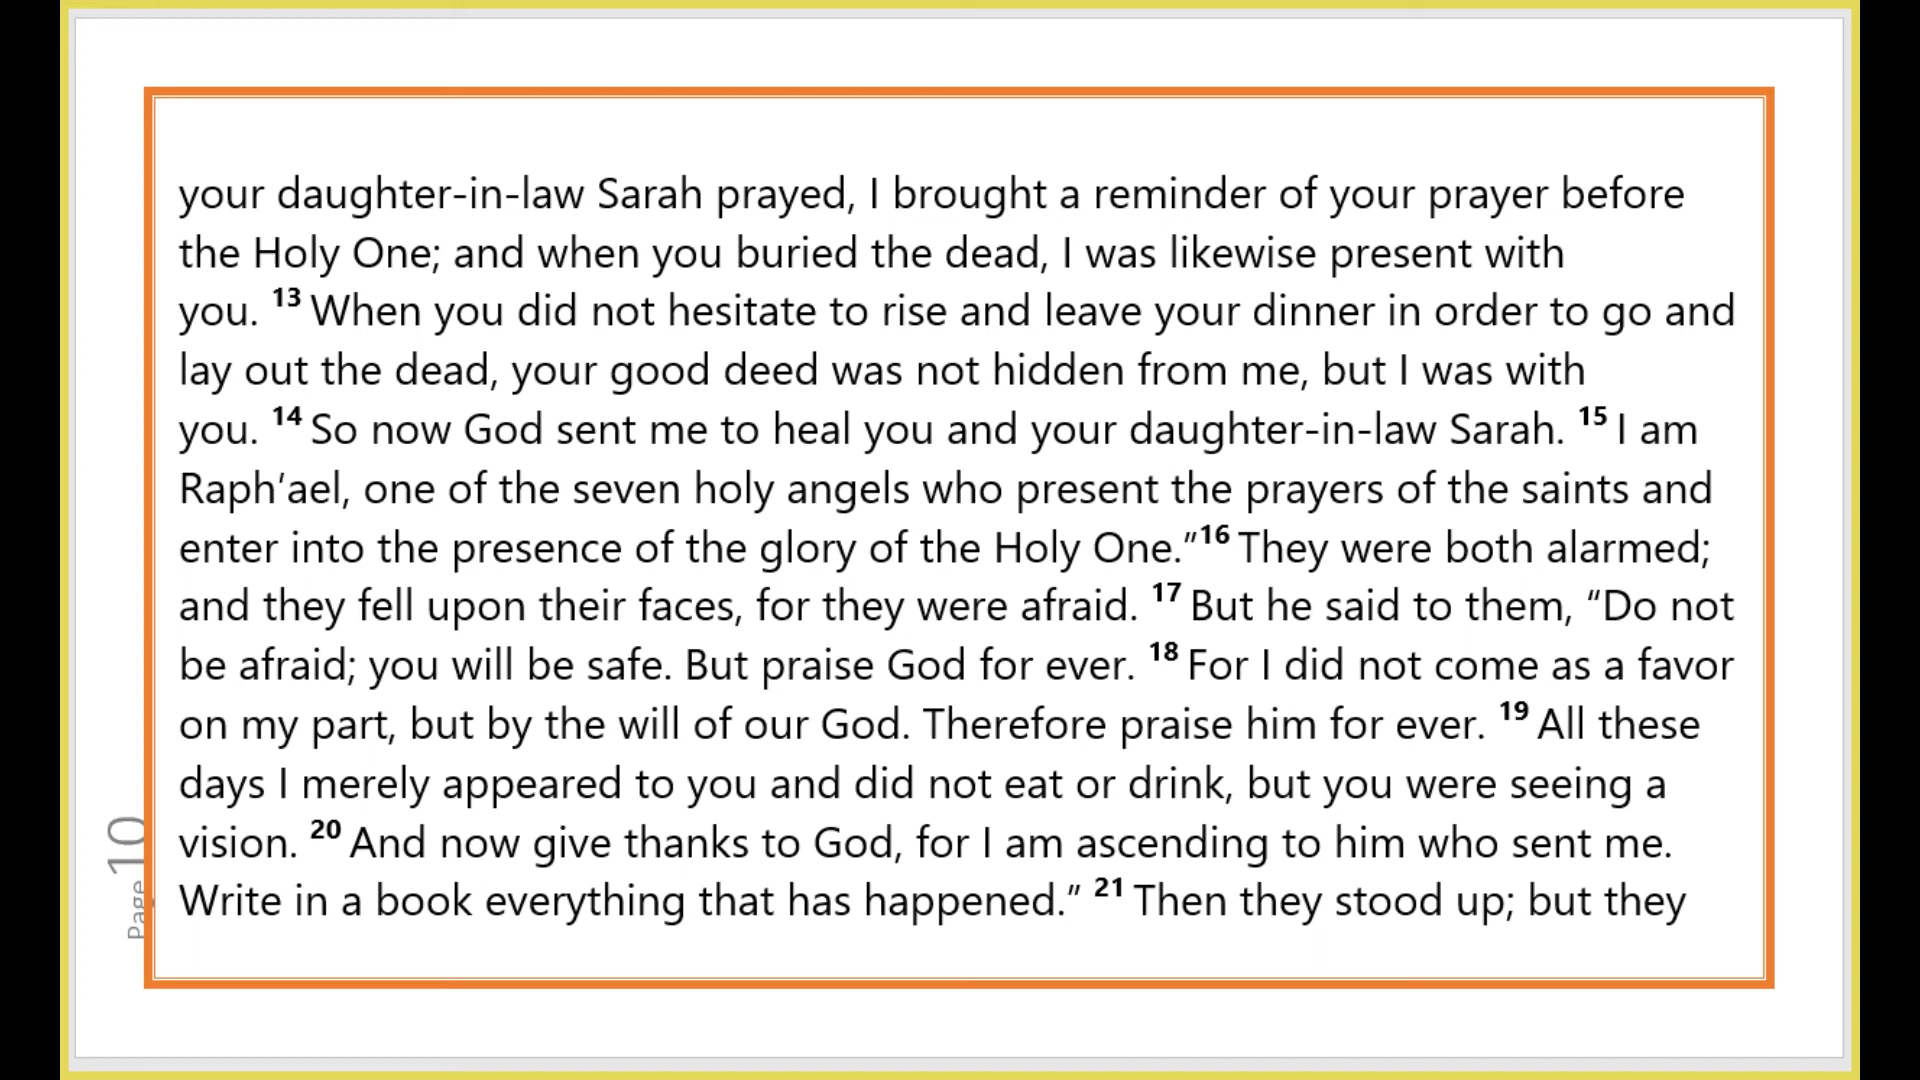 your daughter-in-law Sarah prayed, I brought a reminder of your prayer before
the Holy One; and when you buried the dead, I was likewise present with
you. 13 When you did not hesitate to rise and leave your dinner in order to go and
lay out the dead, your good deed was not hidden from me, but I was with
you. 14 So now God sent me to heal you and your daughter-in-law Sarah. 15 I am
Raph′ael, one of the seven holy angels who present the prayers of the saints and
enter into the presence of the glory of the Holy One.”16 They were both alarmed;
and they fell upon their faces, for they were afraid. 17 But he said to them, “Do not
be afraid; you will be safe. But praise God for ever. 18 For I did not come as a favor
on my part, but by the will of our God. Therefore praise him for ever. 19 All these
days I merely appeared to you and did not eat or drink, but you were seeing a
vision. 20 And now give thanks to God, for I am ascending to him who sent me.
Write in a book everything that has happened.” 21 Then they stood up; but they
Page 10